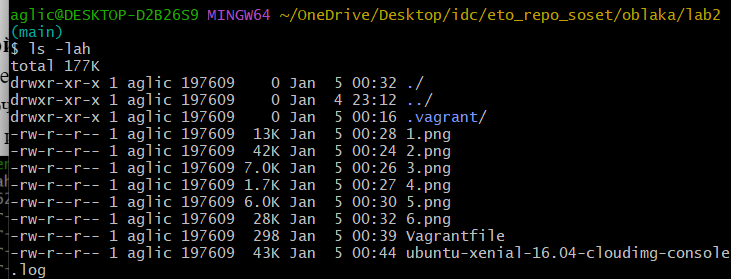 aglic@DESKTOP-D2B26S9 MINGW64 ~/OneDrive/Desktop/idc/eto_repo_soset/oblaka/lab2
(main)
$ ls -lah
total 177K
drwxr-xr-x 1 aglic 197609    0 Jan  5 00:32 ./
drwxr-xr-x 1 aglic 197609    0 Jan  4 23:12 ../
drwxr-xr-x 1 aglic 197609    0 Jan  5 00:16 .vagrant/
-rw-r--r-- 1 aglic 197609  13K Jan  5 00:28 1.png
-rw-r--r-- 1 aglic 197609  42K Jan  5 00:24 2.png
-rw-r--r-- 1 aglic 197609 7.0K Jan  5 00:26 3.png
-rw-r--r-- 1 aglic 197609 1.7K Jan  5 00:27 4.png
-rw-r--r-- 1 aglic 197609 6.0K Jan  5 00:30 5.png
-rw-r--r-- 1 aglic 197609  28K Jan  5 00:32 6.png
-rw-r--r-- 1 aglic 197609  298 Jan  5 00:39 Vagrantfile
-rw-r--r-- 1 aglic 197609  43K Jan  5 00:44 ubuntu-xenial-16.04-cloudimg-console
.log